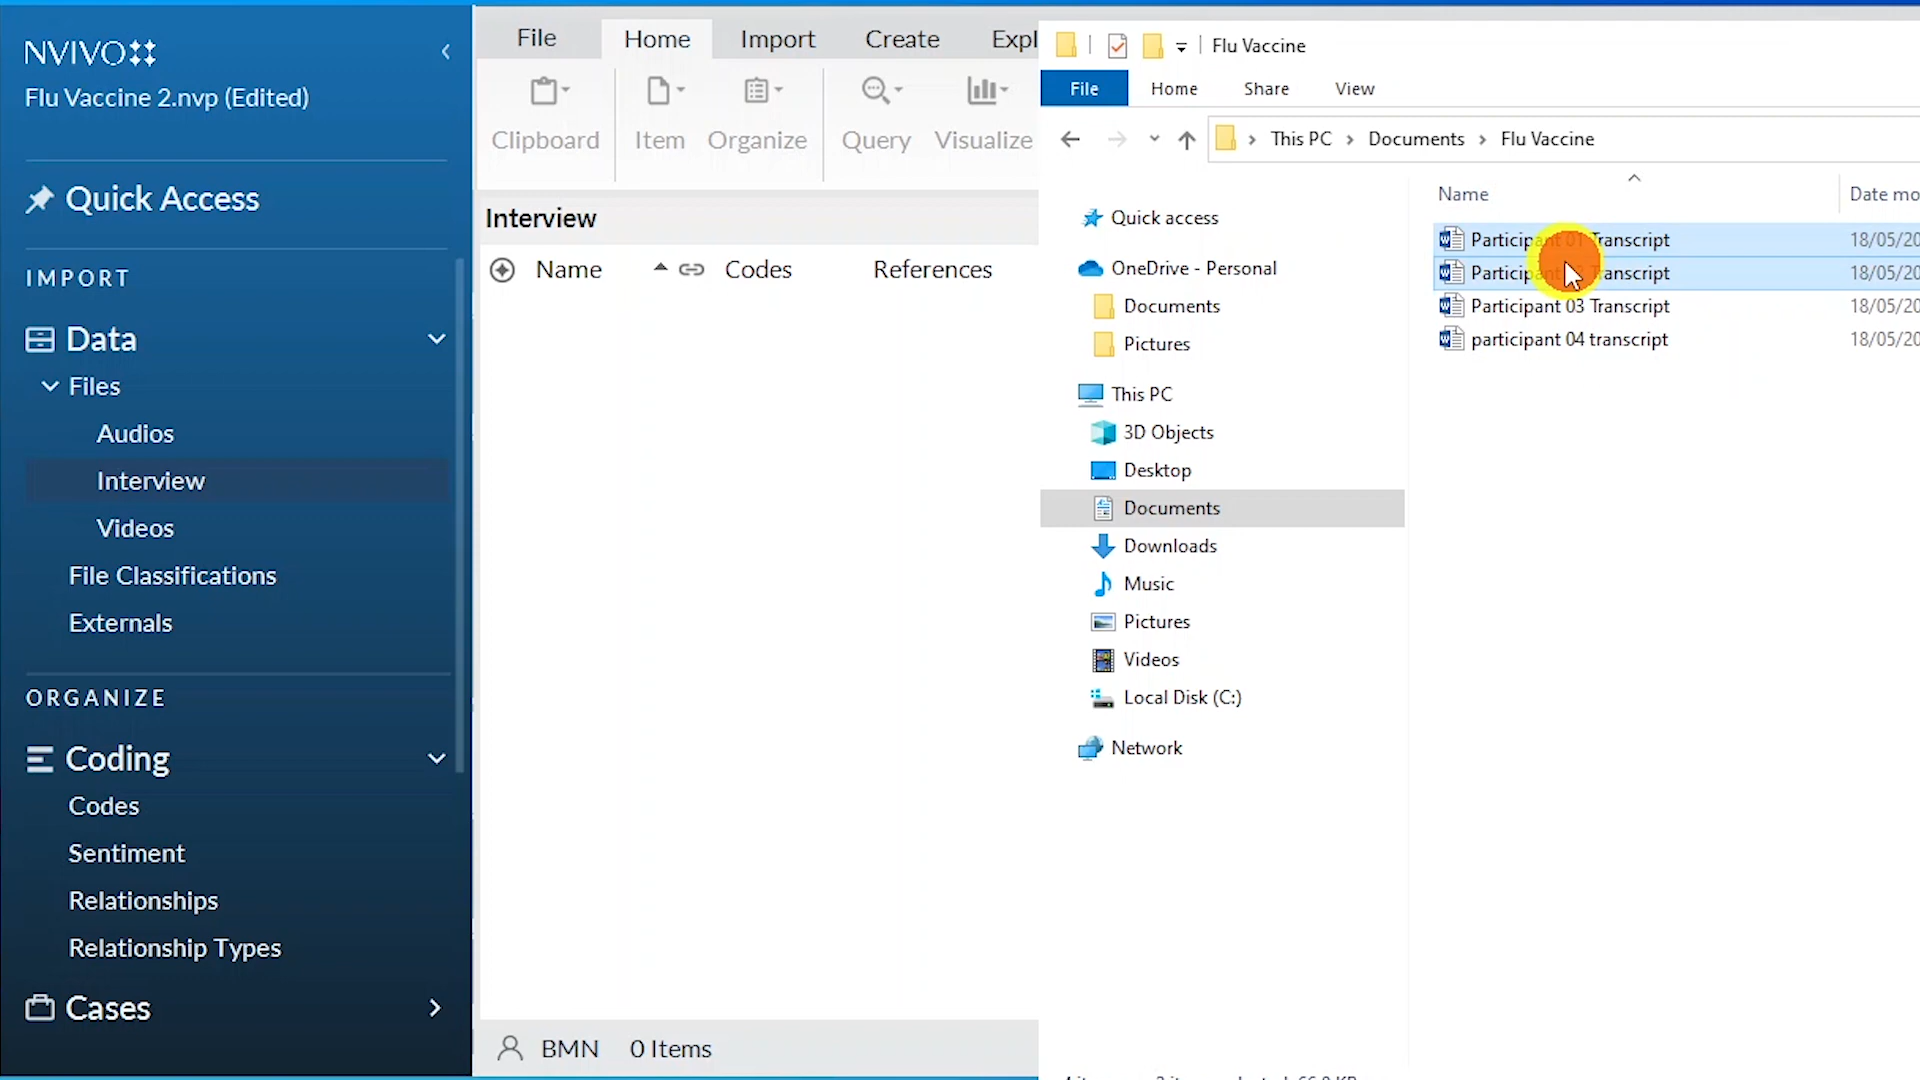 NVIVO
Flu Vaccine 2.nvp (Edited)
Quick Access
IMPORT
Data
Files
Audios
Interview
Videos
File Classifications
Externals
ORGANIZE
Coding
Codes
Sentiment
Relationships
Relationship Types
Cases
File Home Import Create Expl
Clipboard Item Organize Query Visualize
Interview
Name Codes References
BMN 0 Items
Flu Vaccine
File Home Share View
This PC Documents Flu Vaccine
Quick access
OneDrive - Personal
Documents
Pictures
This PC
3D Objects
Desktop
Documents
Downloads
Music
Pictures
Videos
Local Disk (C:)
Network
Name Date mo
Participant 01 Transcript 18/05/20
Particip Transcript 18/05/20
Participant 03 Transcript 18/05/20
participant 04 transcript 18/05/20